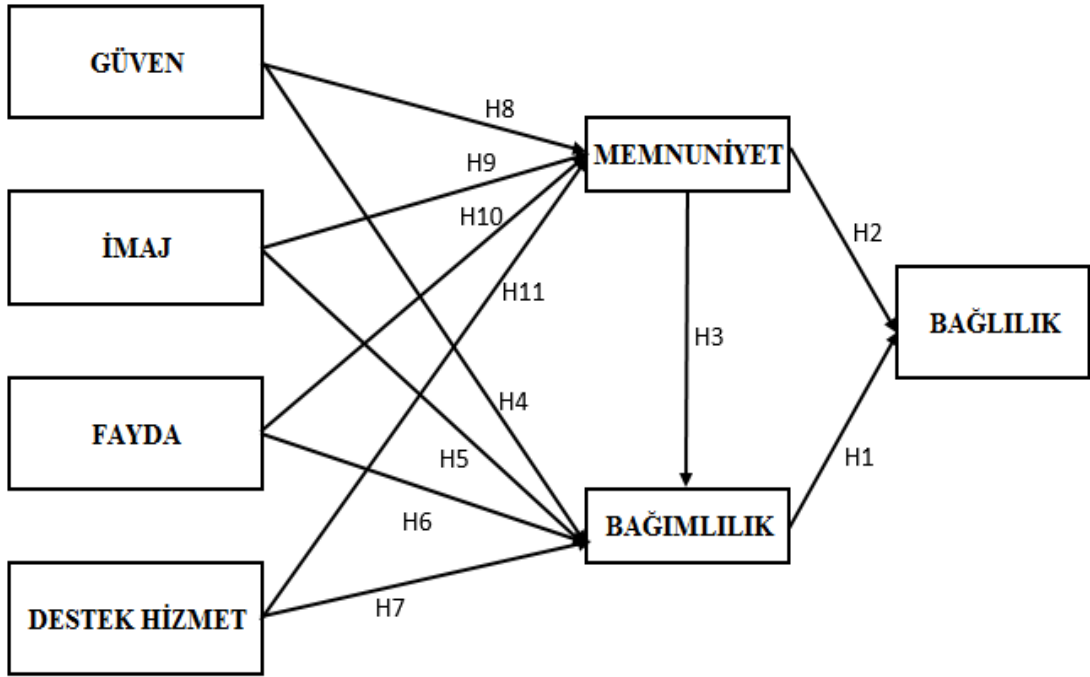 GÜVEN
H8
MEMNUNİYET
H9
İMAJ
H10
H2
H11
BAĞLILIK
H3
FAYDA
H4
H5
H1
H6
BAĞIMLILIK
DESTEK HİZMET
H7